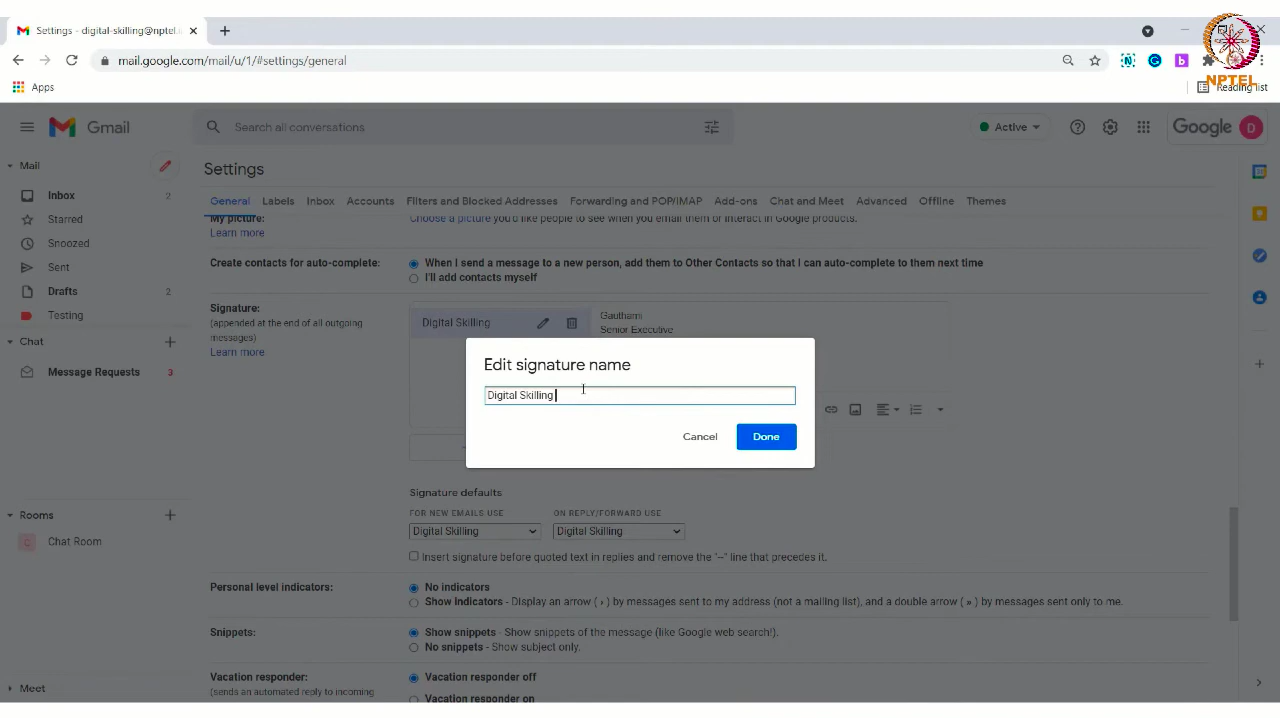 Settings - digital-skilling@nptel.i
mail.google.com/mail/u/1/#settings/general
NPTEL
Apps
Reading list
Gmail
Search all conversations
Active
Google
D
Mail
Settings
General Labels Inbox Accounts Filters and Blocked Addresses Forwarding and POP/IMAP Add-ons Chat and Meet Advanced Offline Themes
Inbox 2
Starred
Snoozed
Sent
Drafts 2
Testing
Chat
Message Requests 3
Rooms
Chat Room
Meet
My picture:
Choose a picture you'd like people to see when you email them or interact in Google products.
Learn more
Create contacts for auto-complete:
When I send a message to a new person, add them to Other Contacts so that I can auto-complete to them next time
I'll add contacts myself
Signature:
(appended at the end of all outgoing
messages)
Learn more
Digital Skilling
Gauthami
Senior Executive
Edit signature name
Digital Skilling
Cancel
Done
Signature defaults
FOR NEW EMAILS USE
ON REPLY/FORWARD USE
Digital Skilling
Digital Skilling
Insert signature before quoted text in replies and remove the "--" line that precedes it.
Personal level indicators:
No indicators
Show indicators - Display an arrow ( › ) by messages sent to my address (not a mailing list), and a double arrow ( » ) by messages sent only to me.
Snippets:
Show snippets - Show snippets of the message (like Google web search!).
No snippets - Show subject only.
Vacation responder:
(sends an automated reply to incoming
Vacation responder off
Vacation responder on